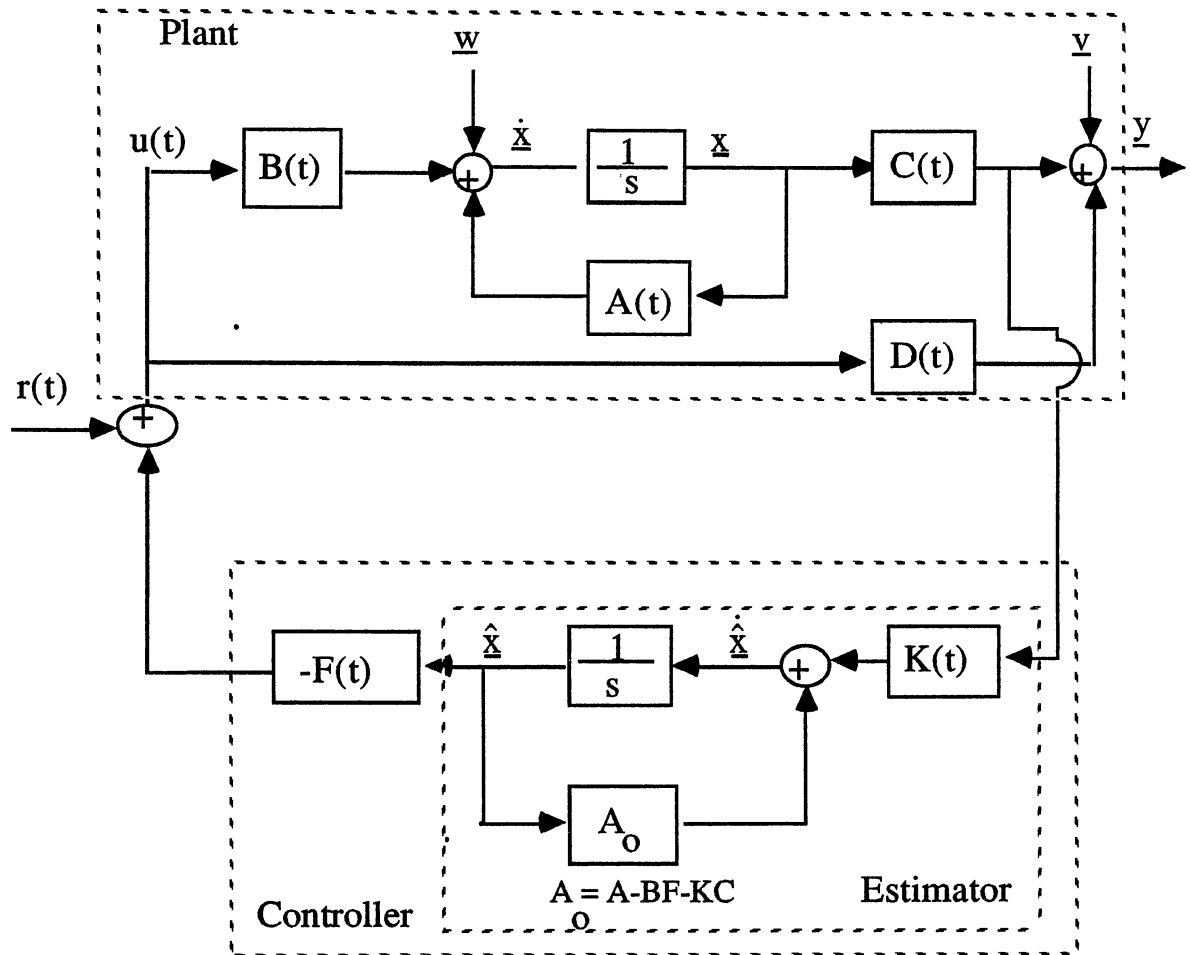 Plant
w
v
u(t)
B(t)
+
ẋ
1
s
x
C(t)
+
y
A(t)
D(t)
r(t)
+
-F(t)
x̂
1
s
x̂̇
+
K(t)
A
o
A = A-BF-KC
o
Estimator
Controller